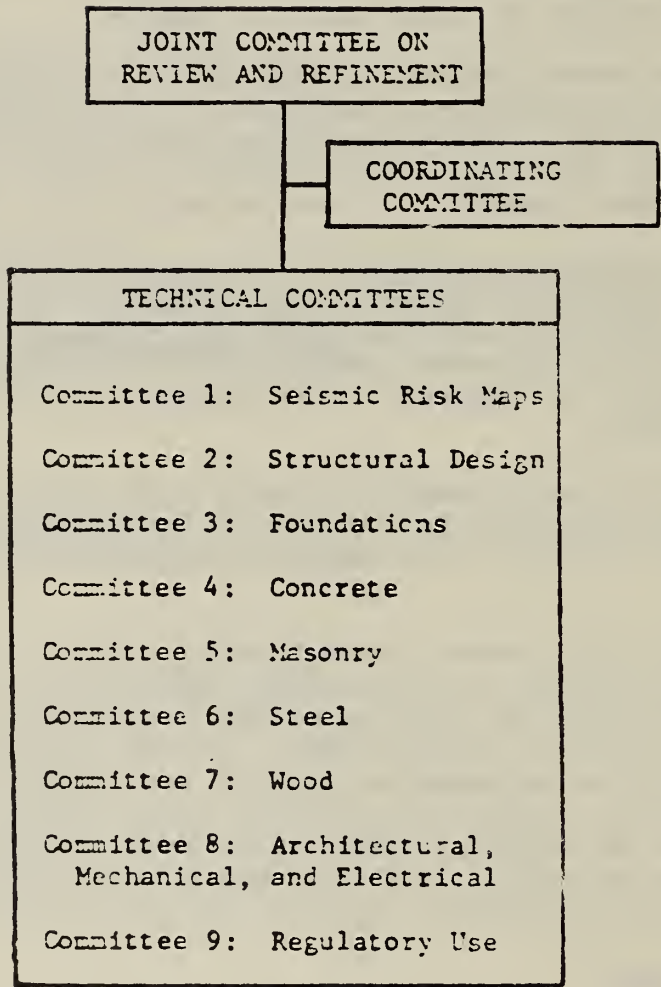 JOINT COMMITTEE ON
REVIEW AND REFINEMENT
COORDINATING
COMMITTEE
TECHNICAL COMMITTEES
Committee 1: Seismic Risk Maps
Committee 2: Structural Design
Committee 3: Foundations
Committee 4: Concrete
Committee 5: Masonry
Committee 6: Steel
Committee 7: Wood
Committee 8: Architectural,
Mechanical, and Electrical
Committee 9: Regulatory Use